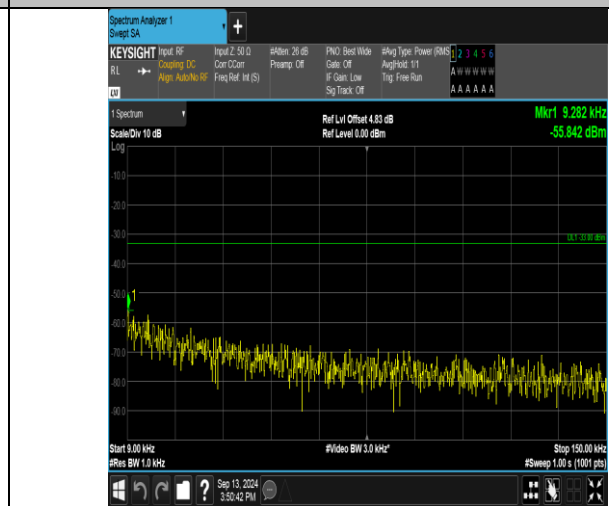 Spectrum Analyzer 1
Swept SA
+
KEYSIGHT
RL
LXI
Input: RF
Coupling: DC
Align: Auto/No RF
Input Z: 50 Ω
Corr CCorr
Freq Ref: Int (S)
#Atten: 26 dB
Preamp: Off
PNO: Best Wide
Gate: Off
IF Gain: Low
Sig Track: Off
#Avg Type: Power (RMS
Avg|Hold: 1/1
Trig: Free Run
1 2 3 4 5 6
A W W W W W
A A A A A A
1 Spectrum
Scale/Div 10 dB
Log
Ref Lvl Offset 4.83 dB
Ref Level 0.00 dBm
Mkr1 9.282 kHz
-55.842 dBm
-10.0
-20.0
-30.0
DL1 -33.00 dBm
-40.0
-50.0
1
-60.0
-70.0
-80.0
-90.0
Start 9.00 kHz
#Res BW 1.0 kHz
#Video BW 3.0 kHz*
Stop 150.00 kHz
#Sweep 1.00 s (1001 pts)
?
Sep 13, 2024
3:50:42 PM